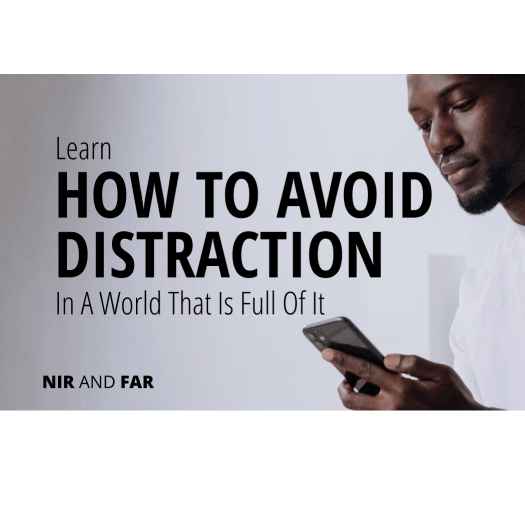 Learn
HOW TO AVOID
DISTRACTION
In A World That Is Full Of It
NIR AND FAR